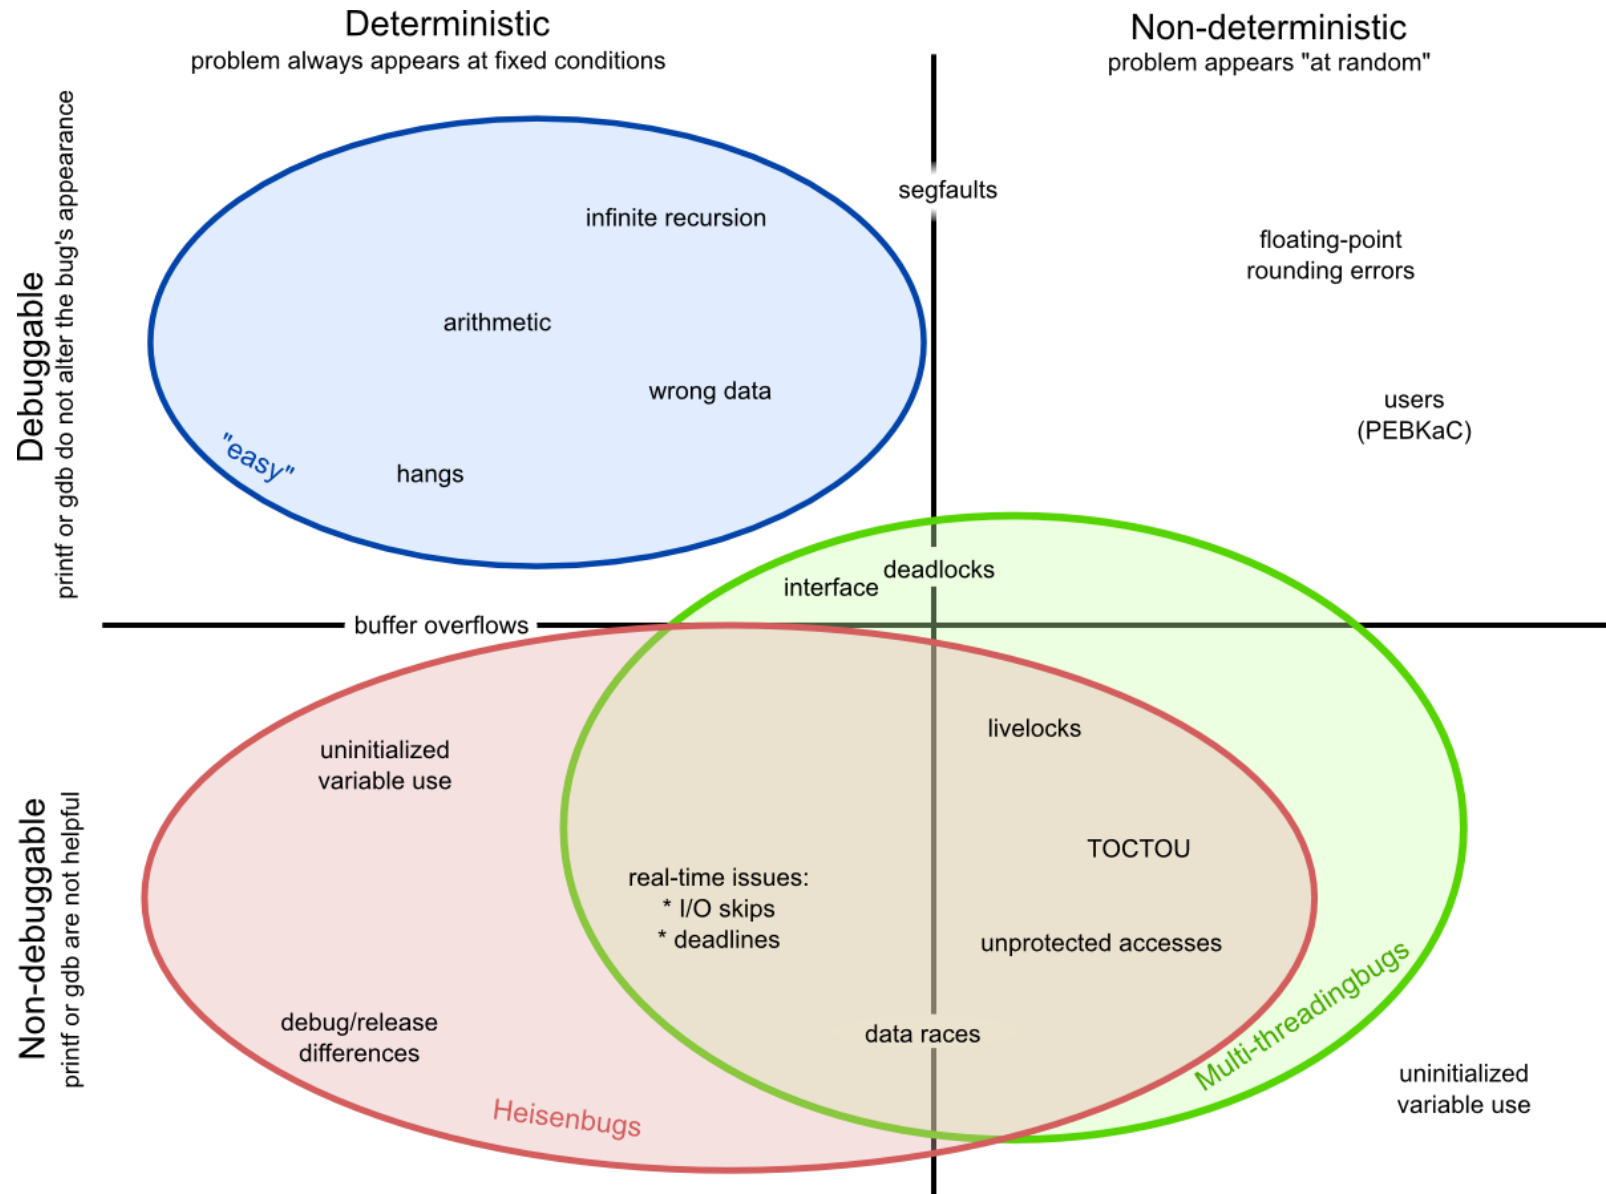 Deterministic
problem always appears at fixed conditions
Non-deterministic
problem appears "at random"
Debuggable
printf or gdb do not alter the bug's appearance
segfaults
infinite recursion
floating-point
rounding errors
arithmetic
wrong data
users
(PEBKaC)
"easy"
hangs
deadlocks
interface
buffer overflows
Non-debuggable
printf or gdb are not helpful
livelocks
uninitialized
variable use
TOCTOU
real-time issues:
* I/O skips
* deadlines
unprotected accesses
Multi-threadingbugs
debug/release
differences
data races
Heisenbugs
uninitialized
variable use